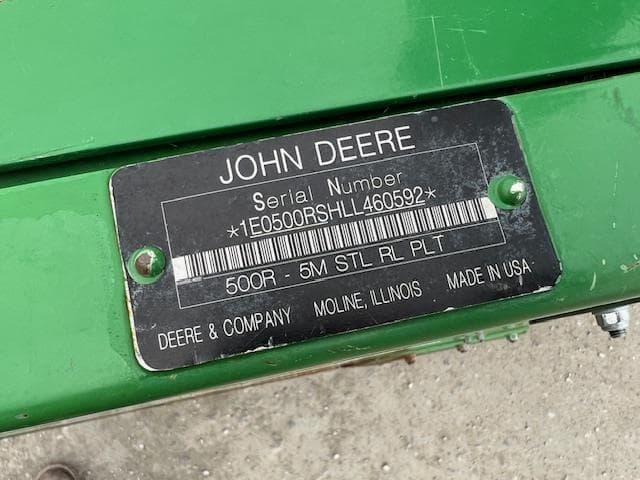 JOHN DEERE
Serial Number
*1E0500RSHLL460592*
500R - 5M STL RL PLT
DEERE & COMPANY MOLINE, ILLINOIS MADE IN USA